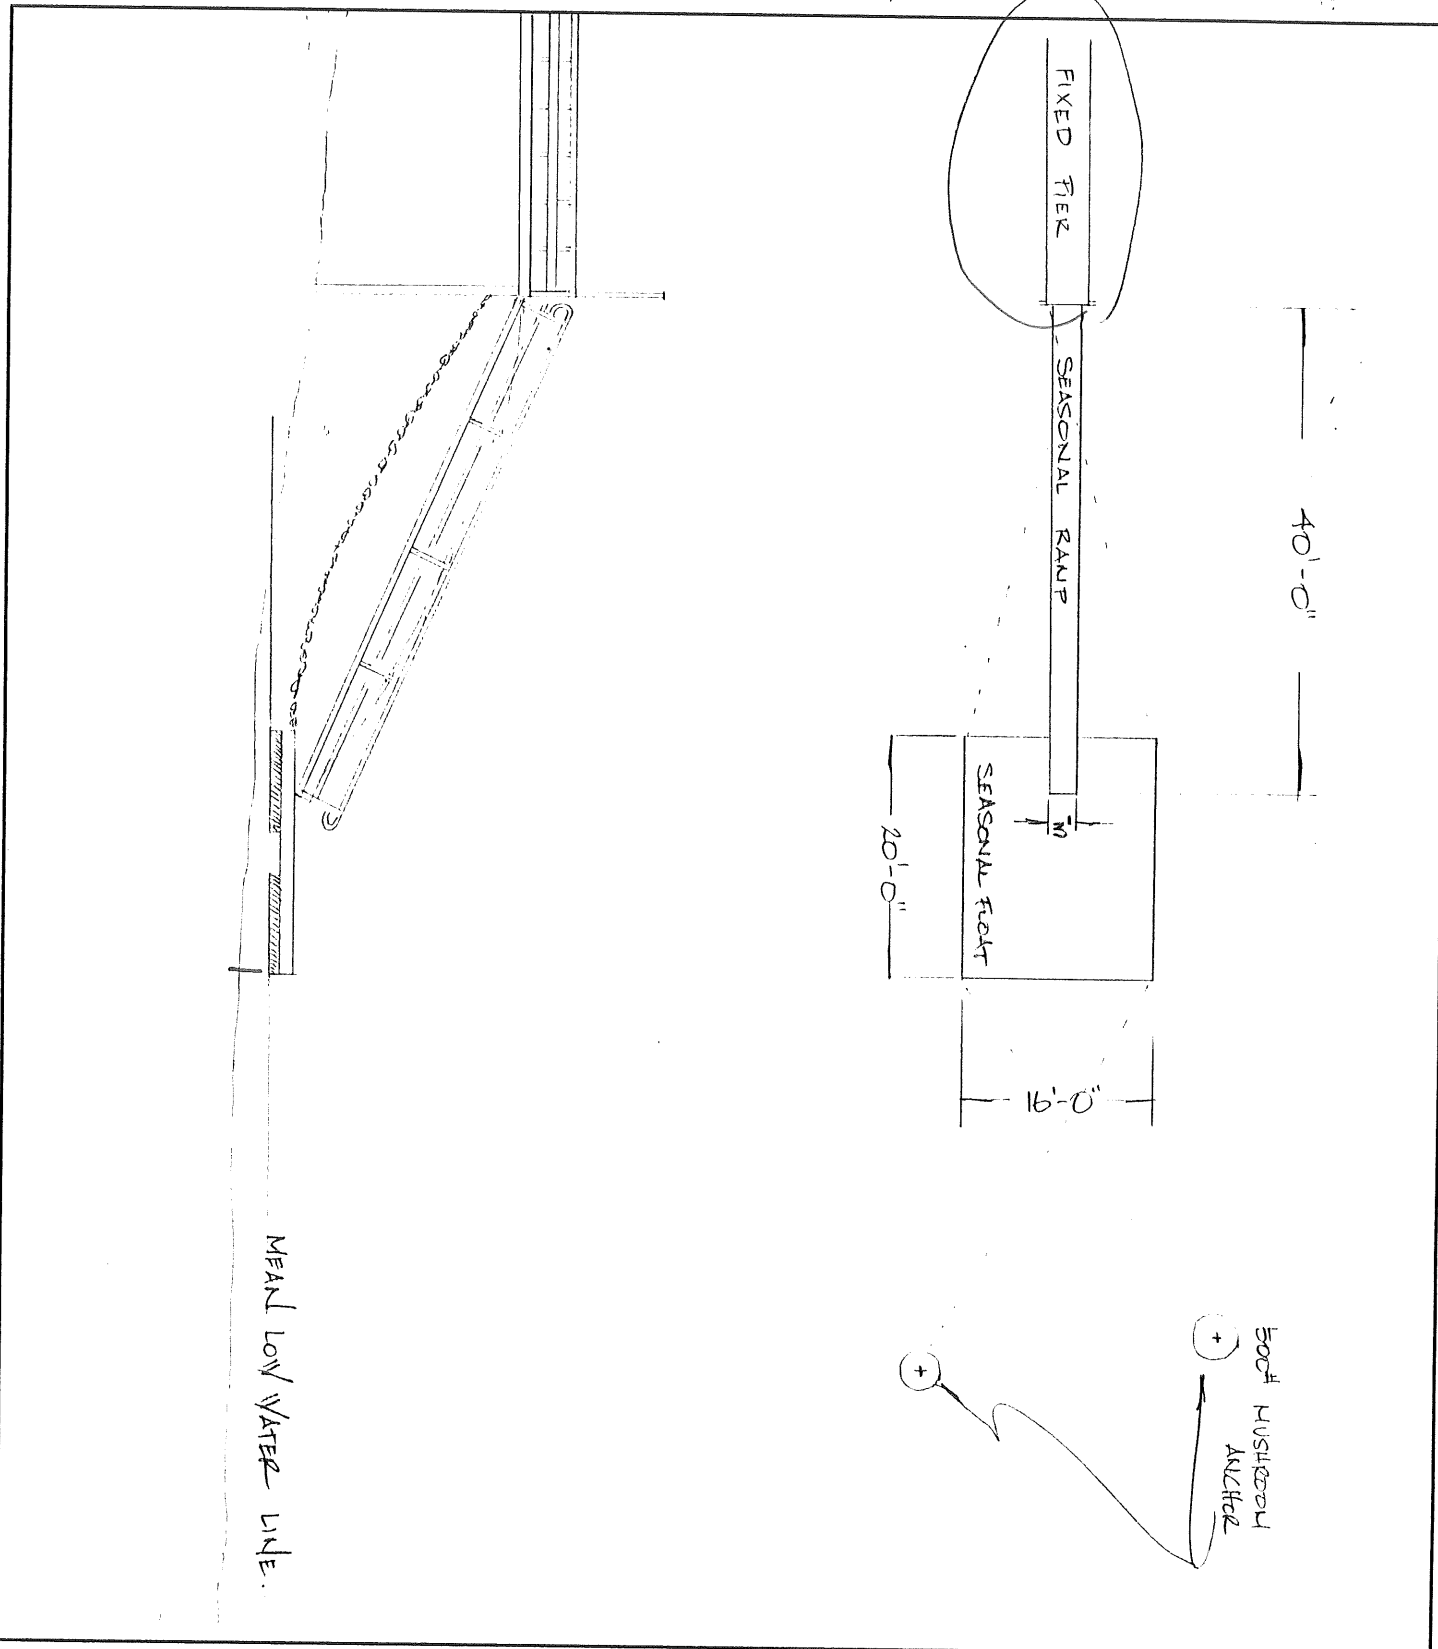 FIXED PIER
SEASONAL RAMP
40'-0"
SEASONAL FLOAT
20'-0"
16'-0"
500# MUSHROOM
ANCHOR
MEAN LOW WATER LINE.